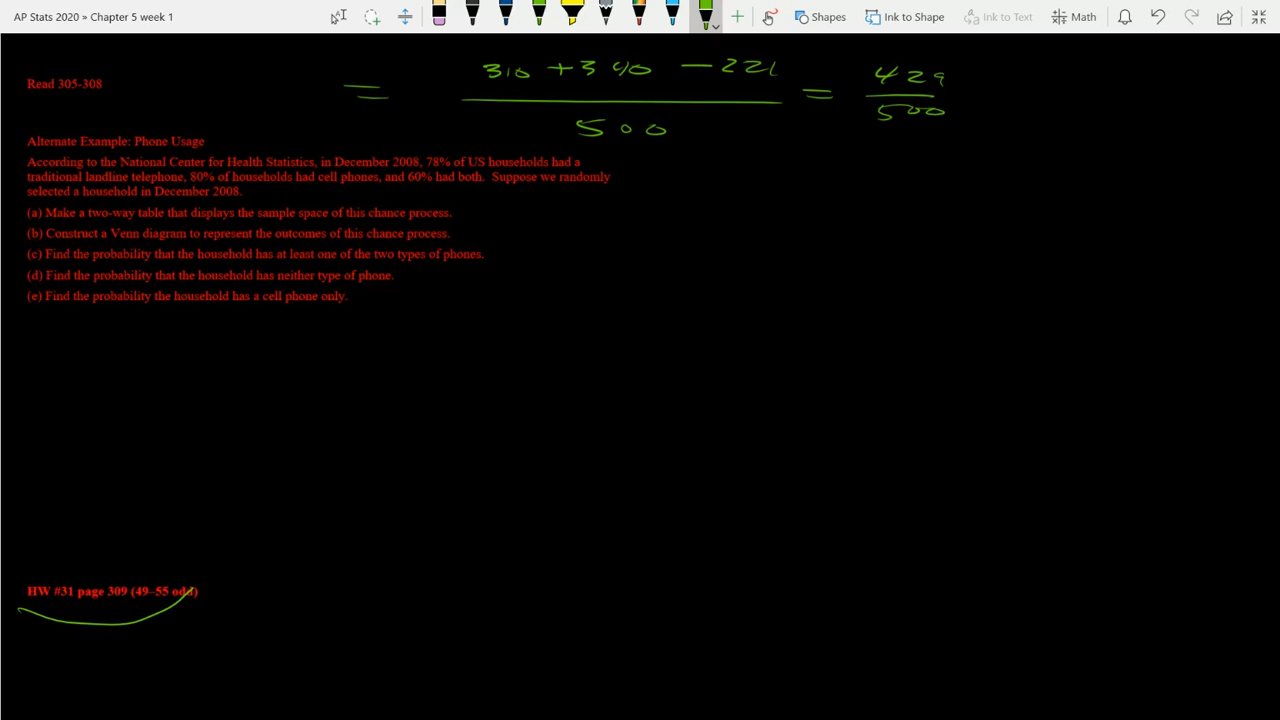 AP Stats 2020 » Chapter 5 week 1
Shapes
Ink to Shape
Ink to Text
Math
Read 305-308
= 310 + 340 - 221 = 429
500 500
Alternate Example: Phone Usage
According to the National Center for Health Statistics, in December 2008, 78% of US households had a
traditional landline telephone, 80% of households had cell phones, and 60% had both. Suppose we randomly
selected a household in December 2008.
(a) Make a two-way table that displays the sample space of this chance process.
(b) Construct a Venn diagram to represent the outcomes of this chance process.
(c) Find the probability that the household has at least one of the two types of phones.
(d) Find the probability that the household has neither type of phone.
(e) Find the probability the household has a cell phone only.
HW #31 page 309 (49–55 odd)